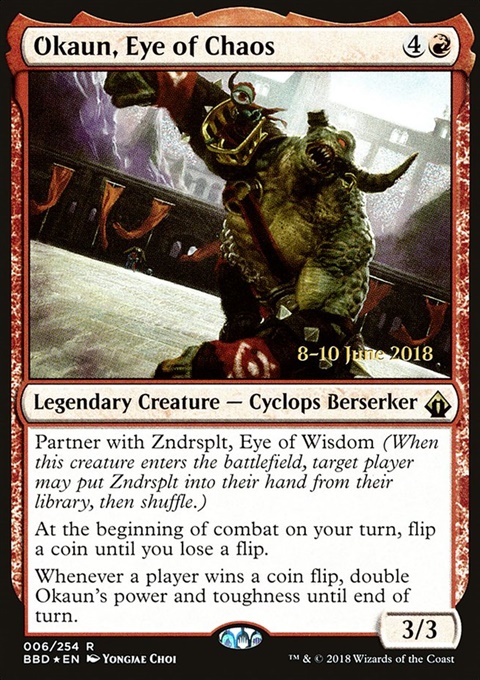 Okaun, Eye of Chaos 4
8-10 June 2018
Legendary Creature — Cyclops Berserker
Partner with Zndrsplt, Eye of Wisdom (When
this creature enters the battlefield, target player
may put Zndrsplt into their hand from their
library, then shuffle.)
At the beginning of combat on your turn, flip
a coin until you lose a flip.
Whenever a player wins a coin flip, double
Okaun's power and toughness until end of
turn.
3/3
006/254 R
BBD ★ EN Yongjae Choi
™ & © 2018 Wizards of the Coast